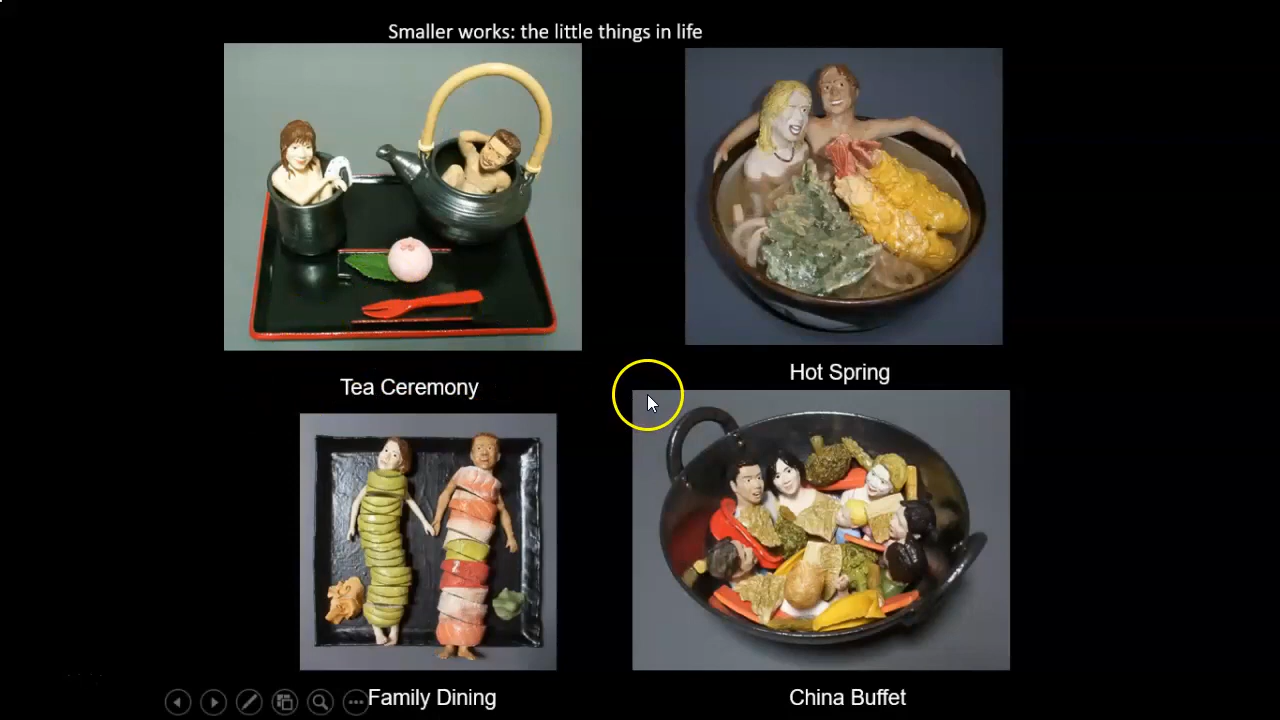 Smaller works: the little things in life
Tea Ceremony
Hot Spring
Family Dining
China Buffet